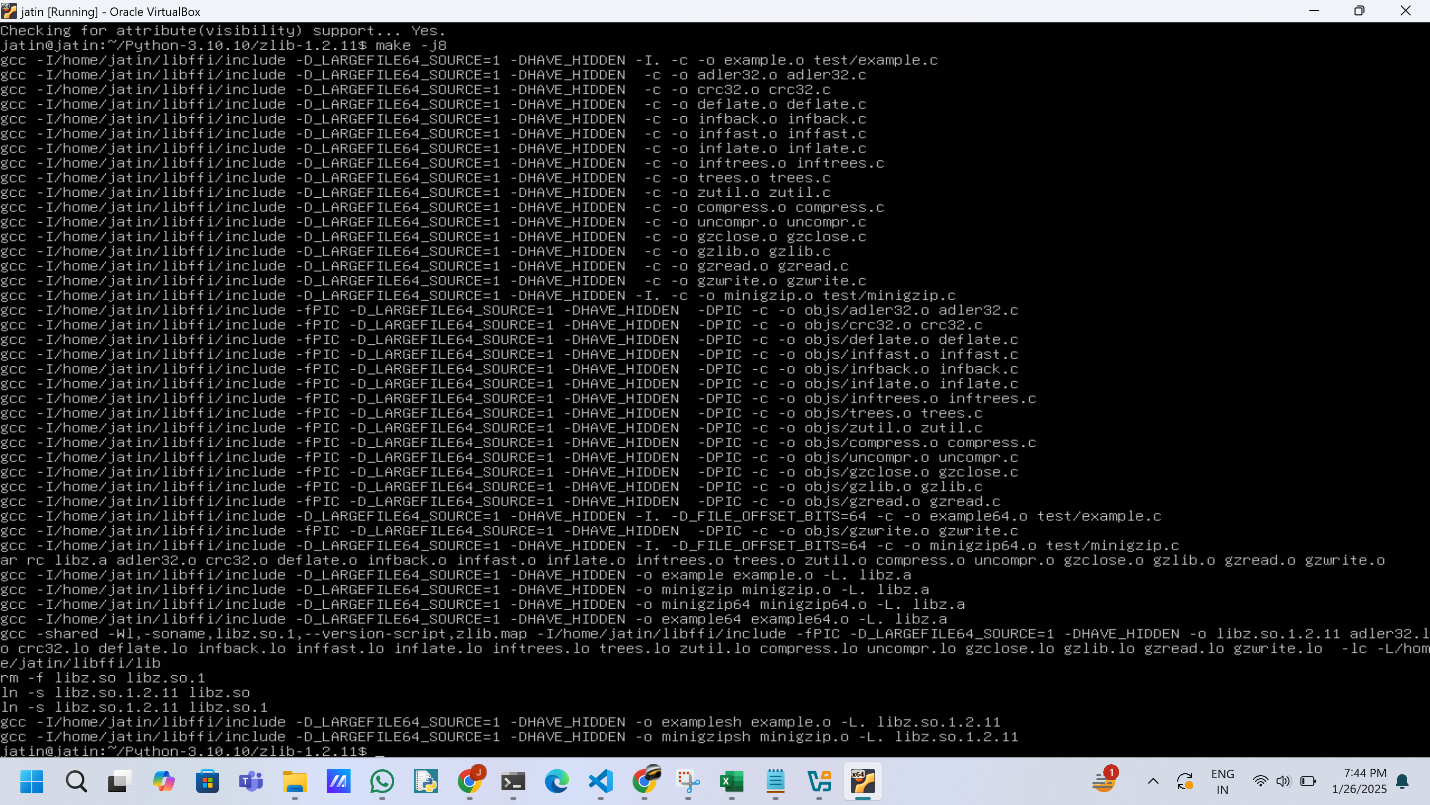 jatin [Running] - Oracle VirtualBox
Checking for attribute(visibility) support... Yes.
jatin@jatin:~/Python-3.10.10/zlib-1.2.11$ make -j8
gcc -I/home/jatin/libffi/include -D_LARGEFILE64_SOURCE=1 -DHAVE_HIDDEN -I. -c -o example.o test/example.c
gcc -I/home/jatin/libffi/include -D_LARGEFILE64_SOURCE=1 -DHAVE_HIDDEN  -c -o adler32.o adler32.c
gcc -I/home/jatin/libffi/include -D_LARGEFILE64_SOURCE=1 -DHAVE_HIDDEN  -c -o crc32.o crc32.c
gcc -I/home/jatin/libffi/include -D_LARGEFILE64_SOURCE=1 -DHAVE_HIDDEN  -c -o deflate.o deflate.c
gcc -I/home/jatin/libffi/include -D_LARGEFILE64_SOURCE=1 -DHAVE_HIDDEN  -c -o infback.o infback.c
gcc -I/home/jatin/libffi/include -D_LARGEFILE64_SOURCE=1 -DHAVE_HIDDEN  -c -o inffast.o inffast.c
gcc -I/home/jatin/libffi/include -D_LARGEFILE64_SOURCE=1 -DHAVE_HIDDEN  -c -o inflate.o inflate.c
gcc -I/home/jatin/libffi/include -D_LARGEFILE64_SOURCE=1 -DHAVE_HIDDEN  -c -o inftrees.o inftrees.c
gcc -I/home/jatin/libffi/include -D_LARGEFILE64_SOURCE=1 -DHAVE_HIDDEN  -c -o trees.o trees.c
gcc -I/home/jatin/libffi/include -D_LARGEFILE64_SOURCE=1 -DHAVE_HIDDEN  -c -o zutil.o zutil.c
gcc -I/home/jatin/libffi/include -D_LARGEFILE64_SOURCE=1 -DHAVE_HIDDEN  -c -o compress.o compress.c
gcc -I/home/jatin/libffi/include -D_LARGEFILE64_SOURCE=1 -DHAVE_HIDDEN  -c -o uncompr.o uncompr.c
gcc -I/home/jatin/libffi/include -D_LARGEFILE64_SOURCE=1 -DHAVE_HIDDEN  -c -o gzclose.o gzclose.c
gcc -I/home/jatin/libffi/include -D_LARGEFILE64_SOURCE=1 -DHAVE_HIDDEN  -c -o gzlib.o gzlib.c
gcc -I/home/jatin/libffi/include -D_LARGEFILE64_SOURCE=1 -DHAVE_HIDDEN  -c -o gzread.o gzread.c
gcc -I/home/jatin/libffi/include -D_LARGEFILE64_SOURCE=1 -DHAVE_HIDDEN  -c -o gzwrite.o gzwrite.c
gcc -I/home/jatin/libffi/include -D_LARGEFILE64_SOURCE=1 -DHAVE_HIDDEN -I. -c -o minigzip.o test/minigzip.c
gcc -I/home/jatin/libffi/include -fPIC -D_LARGEFILE64_SOURCE=1 -DHAVE_HIDDEN  -DPIC -c -o objs/adler32.o adler32.c
gcc -I/home/jatin/libffi/include -fPIC -D_LARGEFILE64_SOURCE=1 -DHAVE_HIDDEN  -DPIC -c -o objs/crc32.o crc32.c
gcc -I/home/jatin/libffi/include -fPIC -D_LARGEFILE64_SOURCE=1 -DHAVE_HIDDEN  -DPIC -c -o objs/deflate.o deflate.c
gcc -I/home/jatin/libffi/include -fPIC -D_LARGEFILE64_SOURCE=1 -DHAVE_HIDDEN  -DPIC -c -o objs/inffast.o inffast.c
gcc -I/home/jatin/libffi/include -fPIC -D_LARGEFILE64_SOURCE=1 -DHAVE_HIDDEN  -DPIC -c -o objs/infback.o infback.c
gcc -I/home/jatin/libffi/include -fPIC -D_LARGEFILE64_SOURCE=1 -DHAVE_HIDDEN  -DPIC -c -o objs/inflate.o inflate.c
gcc -I/home/jatin/libffi/include -fPIC -D_LARGEFILE64_SOURCE=1 -DHAVE_HIDDEN  -DPIC -c -o objs/inftrees.o inftrees.c
gcc -I/home/jatin/libffi/include -fPIC -D_LARGEFILE64_SOURCE=1 -DHAVE_HIDDEN  -DPIC -c -o objs/trees.o trees.c
gcc -I/home/jatin/libffi/include -fPIC -D_LARGEFILE64_SOURCE=1 -DHAVE_HIDDEN  -DPIC -c -o objs/zutil.o zutil.c
gcc -I/home/jatin/libffi/include -fPIC -D_LARGEFILE64_SOURCE=1 -DHAVE_HIDDEN  -DPIC -c -o objs/compress.o compress.c
gcc -I/home/jatin/libffi/include -fPIC -D_LARGEFILE64_SOURCE=1 -DHAVE_HIDDEN  -DPIC -c -o objs/uncompr.o uncompr.c
gcc -I/home/jatin/libffi/include -fPIC -D_LARGEFILE64_SOURCE=1 -DHAVE_HIDDEN  -DPIC -c -o objs/gzclose.o gzclose.c
gcc -I/home/jatin/libffi/include -fPIC -D_LARGEFILE64_SOURCE=1 -DHAVE_HIDDEN  -DPIC -c -o objs/gzlib.o gzlib.c
gcc -I/home/jatin/libffi/include -fPIC -D_LARGEFILE64_SOURCE=1 -DHAVE_HIDDEN  -DPIC -c -o objs/gzread.o gzread.c
gcc -I/home/jatin/libffi/include -D_LARGEFILE64_SOURCE=1 -DHAVE_HIDDEN -I. -D_FILE_OFFSET_BITS=64 -c -o example64.o test/example.c
gcc -I/home/jatin/libffi/include -fPIC -D_LARGEFILE64_SOURCE=1 -DHAVE_HIDDEN  -DPIC -c -o objs/gzwrite.o gzwrite.c
gcc -I/home/jatin/libffi/include -D_LARGEFILE64_SOURCE=1 -DHAVE_HIDDEN -I. -D_FILE_OFFSET_BITS=64 -c -o minigzip64.o test/minigzip.c
ar rc libz.a adler32.o crc32.o deflate.o infback.o inffast.o inflate.o inftrees.o trees.o zutil.o compress.o uncompr.o gzclose.o gzlib.o gzread.o gzwrite.o
gcc -I/home/jatin/libffi/include -D_LARGEFILE64_SOURCE=1 -DHAVE_HIDDEN -o example example.o -L. libz.a
gcc -I/home/jatin/libffi/include -D_LARGEFILE64_SOURCE=1 -DHAVE_HIDDEN -o minigzip minigzip.o -L. libz.a
gcc -I/home/jatin/libffi/include -D_LARGEFILE64_SOURCE=1 -DHAVE_HIDDEN -o minigzip64 minigzip64.o -L. libz.a
gcc -I/home/jatin/libffi/include -D_LARGEFILE64_SOURCE=1 -DHAVE_HIDDEN -o example64 example64.o -L. libz.a
gcc -shared -Wl,-soname,libz.so.1,--version-script,zlib.map -I/home/jatin/libffi/include -fPIC -D_LARGEFILE64_SOURCE=1 -DHAVE_HIDDEN -o libz.so.1.2.11 adler32.l
o crc32.lo deflate.lo infback.lo inffast.lo inflate.lo inftrees.lo trees.lo zutil.lo compress.lo uncompr.lo gzclose.lo gzlib.lo gzread.lo gzwrite.lo  -lc -L/hom
e/jatin/libffi/lib
rm -f libz.so libz.so.1
ln -s libz.so.1.2.11 libz.so
ln -s libz.so.1.2.11 libz.so.1
gcc -I/home/jatin/libffi/include -D_LARGEFILE64_SOURCE=1 -DHAVE_HIDDEN -o examplesh example.o -L. libz.so.1.2.11
gcc -I/home/jatin/libffi/include -D_LARGEFILE64_SOURCE=1 -DHAVE_HIDDEN -o minigzipsh minigzip.o -L. libz.so.1.2.11
jatin@jatin:~/Python-3.10.10/zlib-1.2.11$ _
1
ENG
IN
7:44 PM
1/26/2025